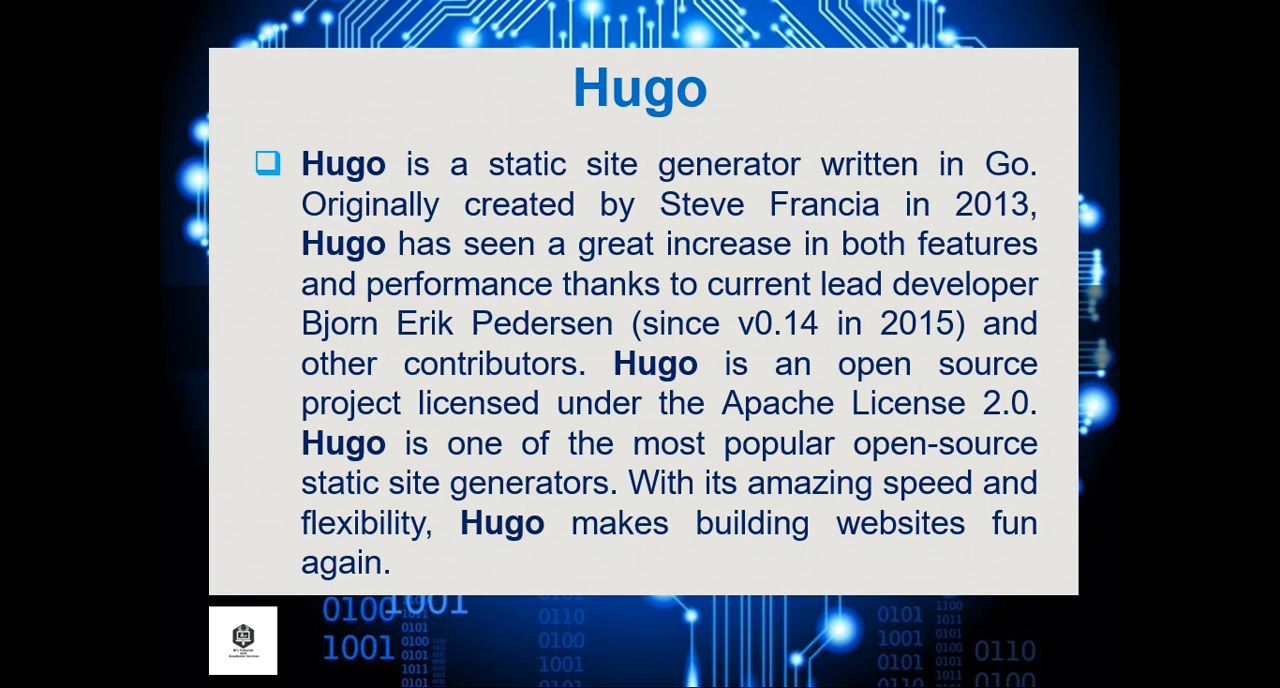 Hugo
Hugo is a static site generator written in Go.
Originally created by Steve Francia in 2013,
Hugo has seen a great increase in both features
and performance thanks to current lead developer
Bjorn Erik Pedersen (since v0.14 in 2015) and
other contributors. Hugo is an open source
project licensed under the Apache License 2.0.
Hugo is one of the most popular open-source
static site generators. With its amazing speed and
flexibility, Hugo makes building websites fun
again.